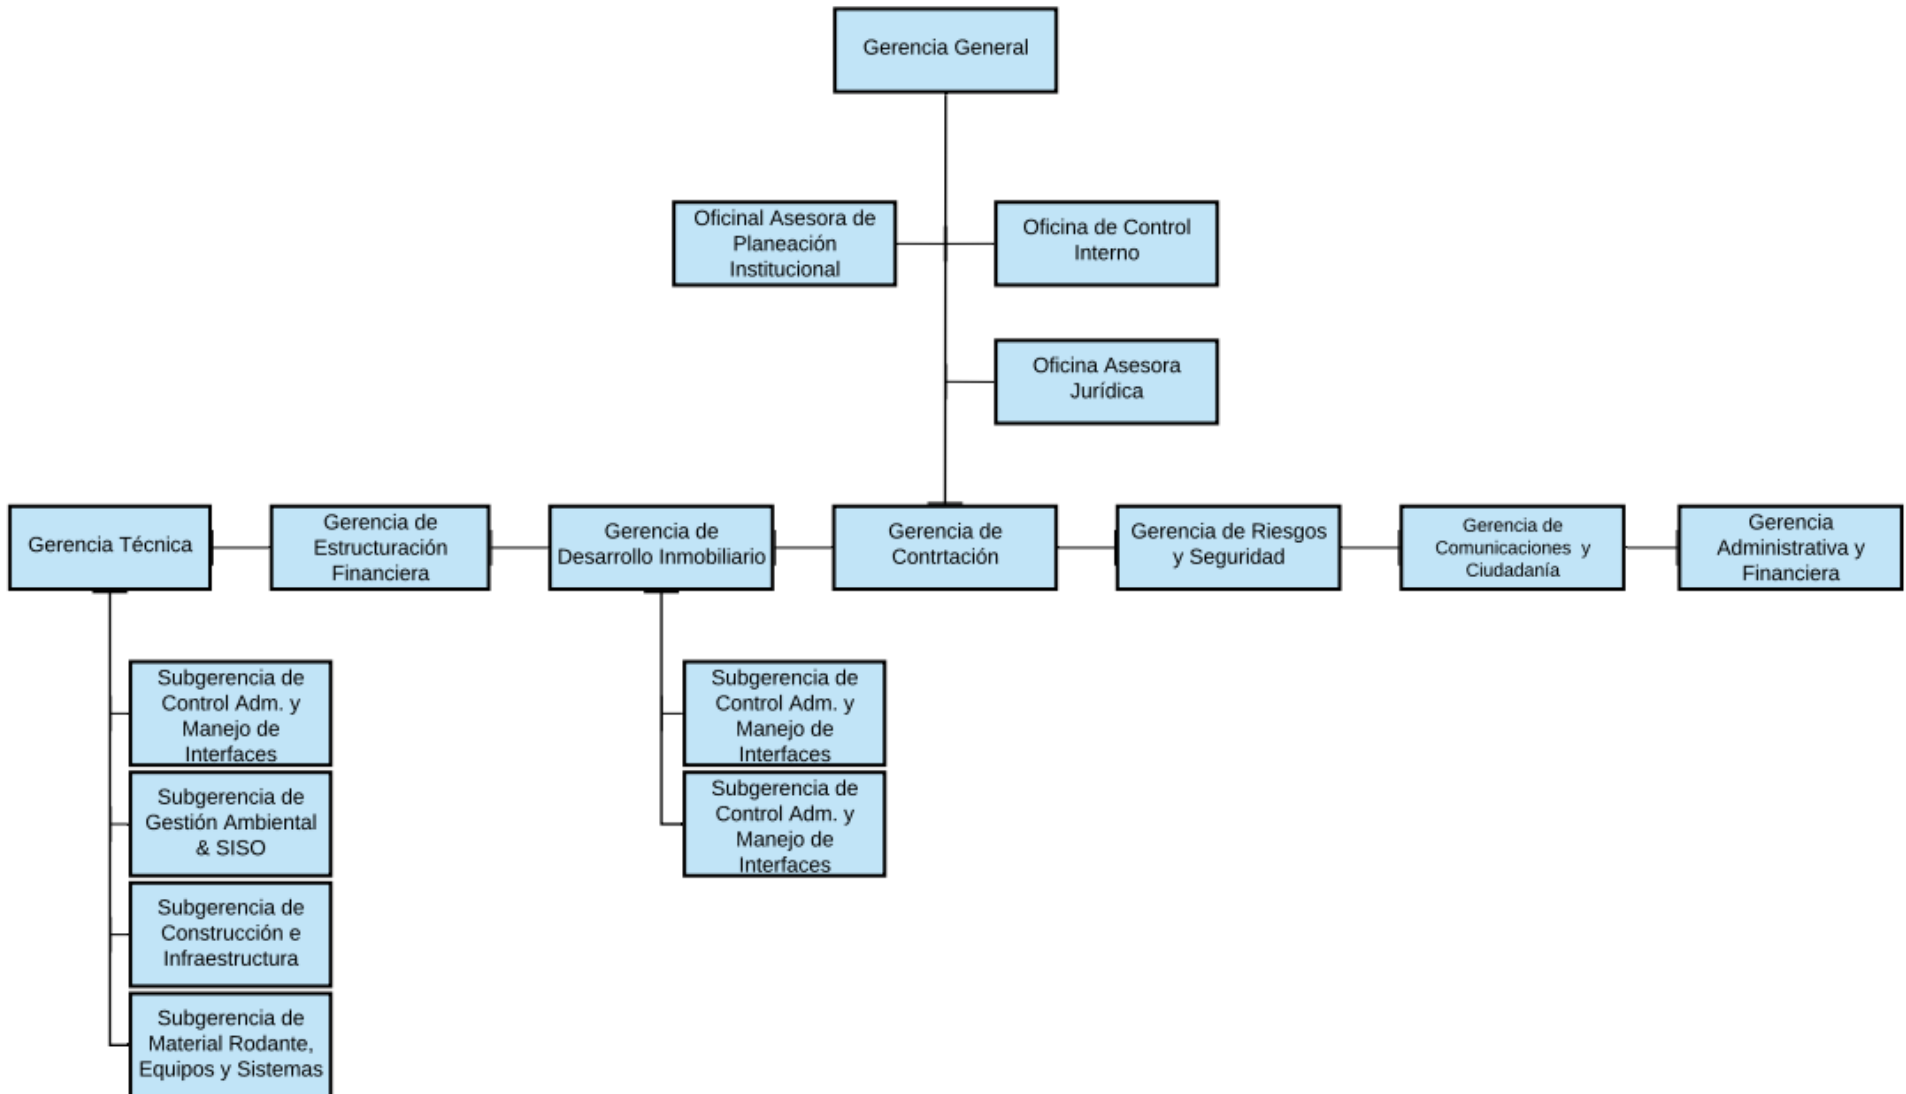 Gerencia General
Oficinal Asesora de
Planeación
Institucional
Oficina de Control
Interno
Oficina Asesora
Jurídica
Gerencia Técnica
Gerencia de
Estructuración
Financiera
Gerencia de
Desarrollo Inmobiliario
Gerencia de
Contrtación
Gerencia de Riesgos
y Seguridad
Gerencia de
Comunicaciones y
Ciudadanía
Gerencia
Administrativa y
Financiera
Subgerencia de
Control Adm. y
Manejo de
Interfaces
Subgerencia de
Gestión Ambiental
& SISO
Subgerencia de
Construcción e
Infraestructura
Subgerencia de
Material Rodante,
Equipos y Sistemas
Subgerencia de
Control Adm. y
Manejo de
Interfaces
Subgerencia de
Control Adm. y
Manejo de
Interfaces